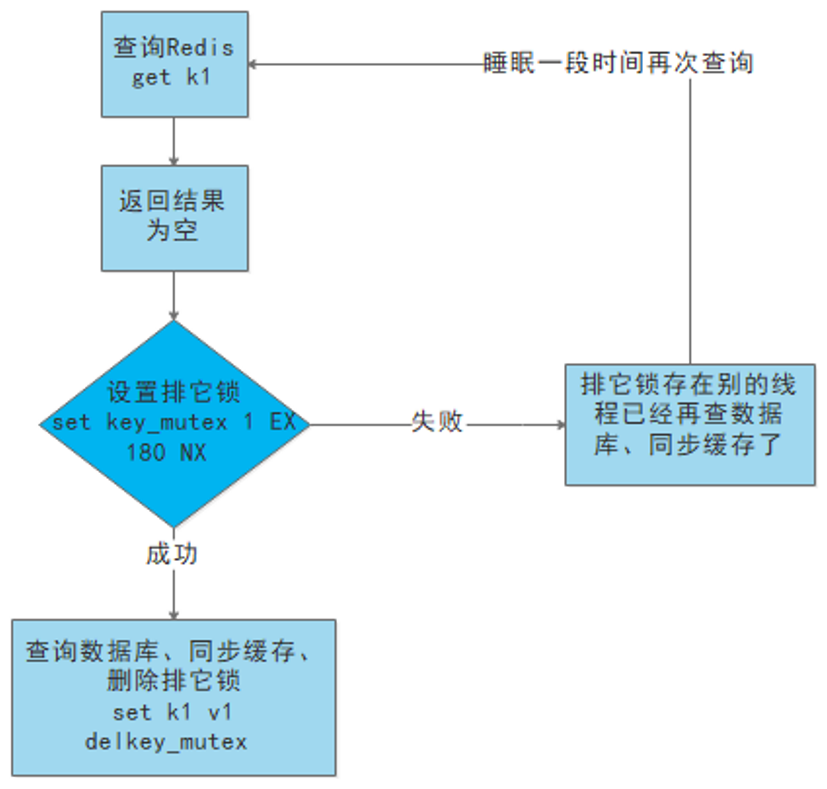 查询Redis
get k1
睡眠一段时间再次查询
返回结果
为空
设置排它锁
set key_mutex 1 EX
180 NX
失败
排它锁存在别的线
程已经再查数据
库、同步缓存了
成功
查询数据库、同步缓存、
删除排它锁
set k1 v1
delkey_mutex